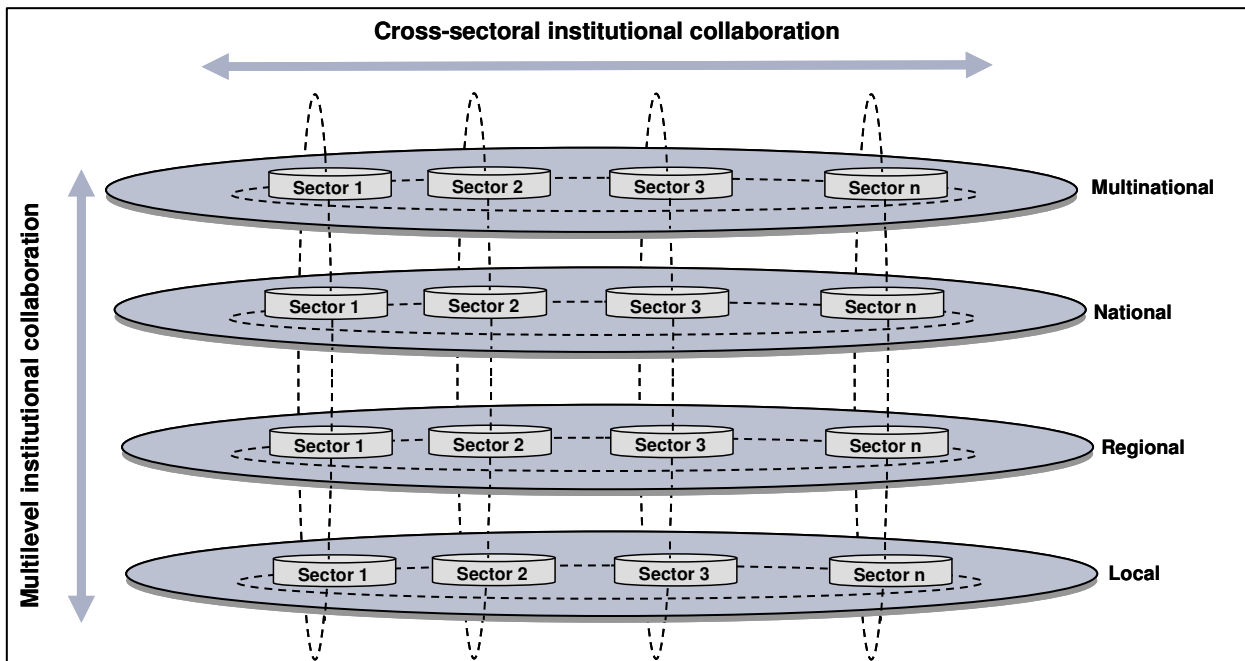 Cross-sectoral institutional collaboration
Multilevel institutional collaboration
Sector 1
Sector 2
Sector 3
Sector n
Multinational
Sector 1
Sector 2
Sector 3
Sector n
National
Sector 1
Sector 2
Sector 3
Sector n
Regional
Sector 1
Sector 2
Sector 3
Sector n
Local